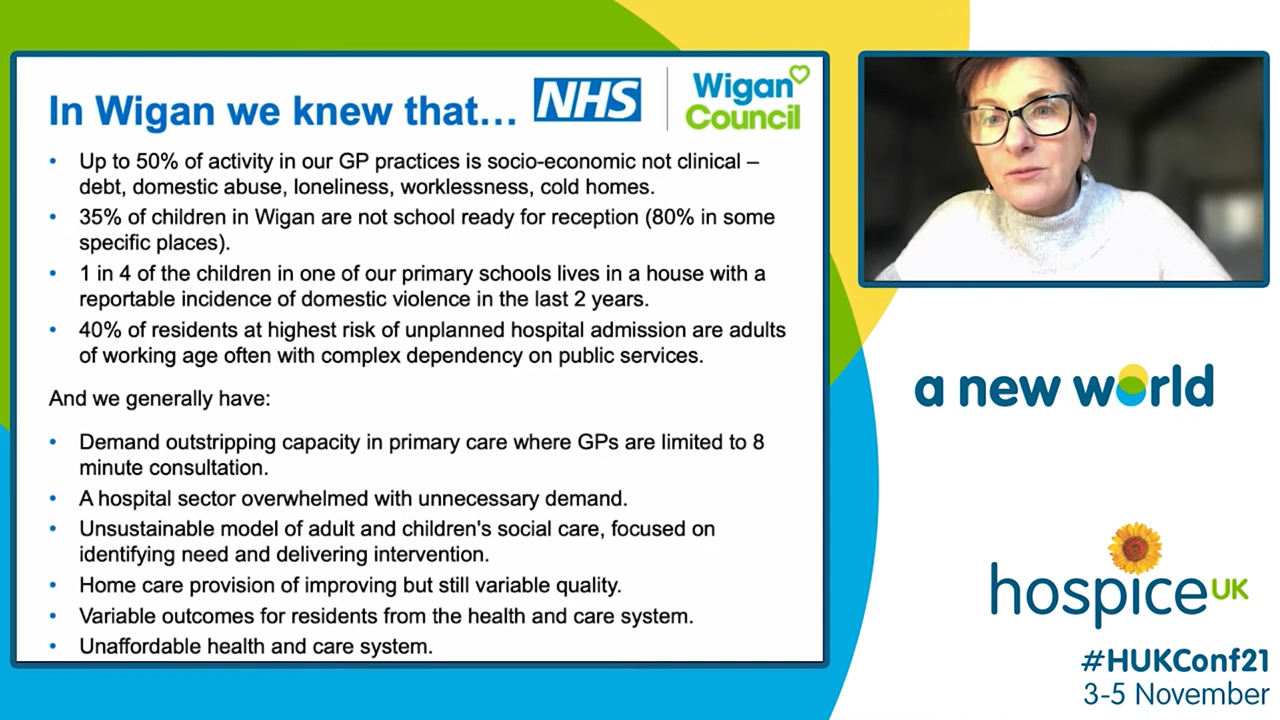 In Wigan we knew that...
NHS
Wigan
Council
• Up to 50% of activity in our GP practices is socio-economic not clinical –
debt, domestic abuse, loneliness, worklessness, cold homes.
• 35% of children in Wigan are not school ready for reception (80% in some
specific places).
• 1 in 4 of the children in one of our primary schools lives in a house with a
reportable incidence of domestic violence in the last 2 years.
• 40% of residents at highest risk of unplanned hospital admission are adults
of working age often with complex dependency on public services.
And we generally have:
• Demand outstripping capacity in primary care where GPs are limited to 8
minute consultation.
• A hospital sector overwhelmed with unnecessary demand.
• Unsustainable model of adult and children's social care, focused on
identifying need and delivering intervention.
• Home care provision of improving but still variable quality.
• Variable outcomes for residents from the health and care system.
• Unaffordable health and care system.
a new world
hospice UK
#HUKConf21
3-5 November